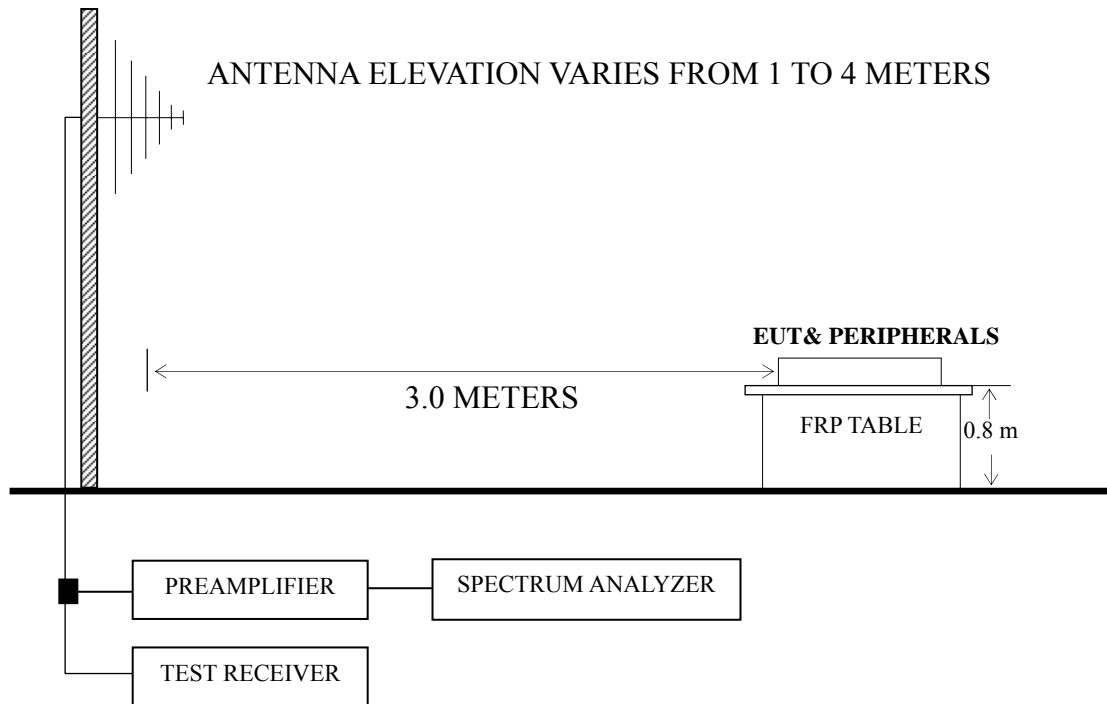 ANTENNA ELEVATION VARIES FROM 1 TO 4 METERS
EUT& PERIPHERALS
3.0 METERS
FRP TABLE
0.8 m
PREAMPLIFIER
SPECTRUM ANALYZER
TEST RECEIVER